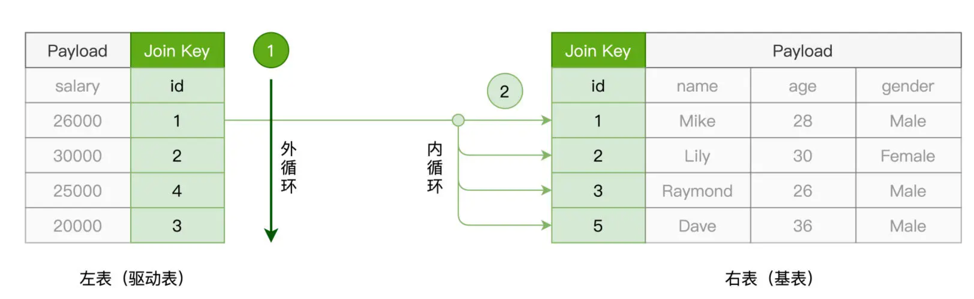 Payload Join Key 1 Join Key Payload
salary id 2 id name age gender
26000 1 1 Mike 28 Male
30000 2 外循环 内循环 2 Lily 30 Female
25000 4 3 Raymond 26 Male
20000 3 5 Dave 36 Male
左表（驱动表） 右表（基表）